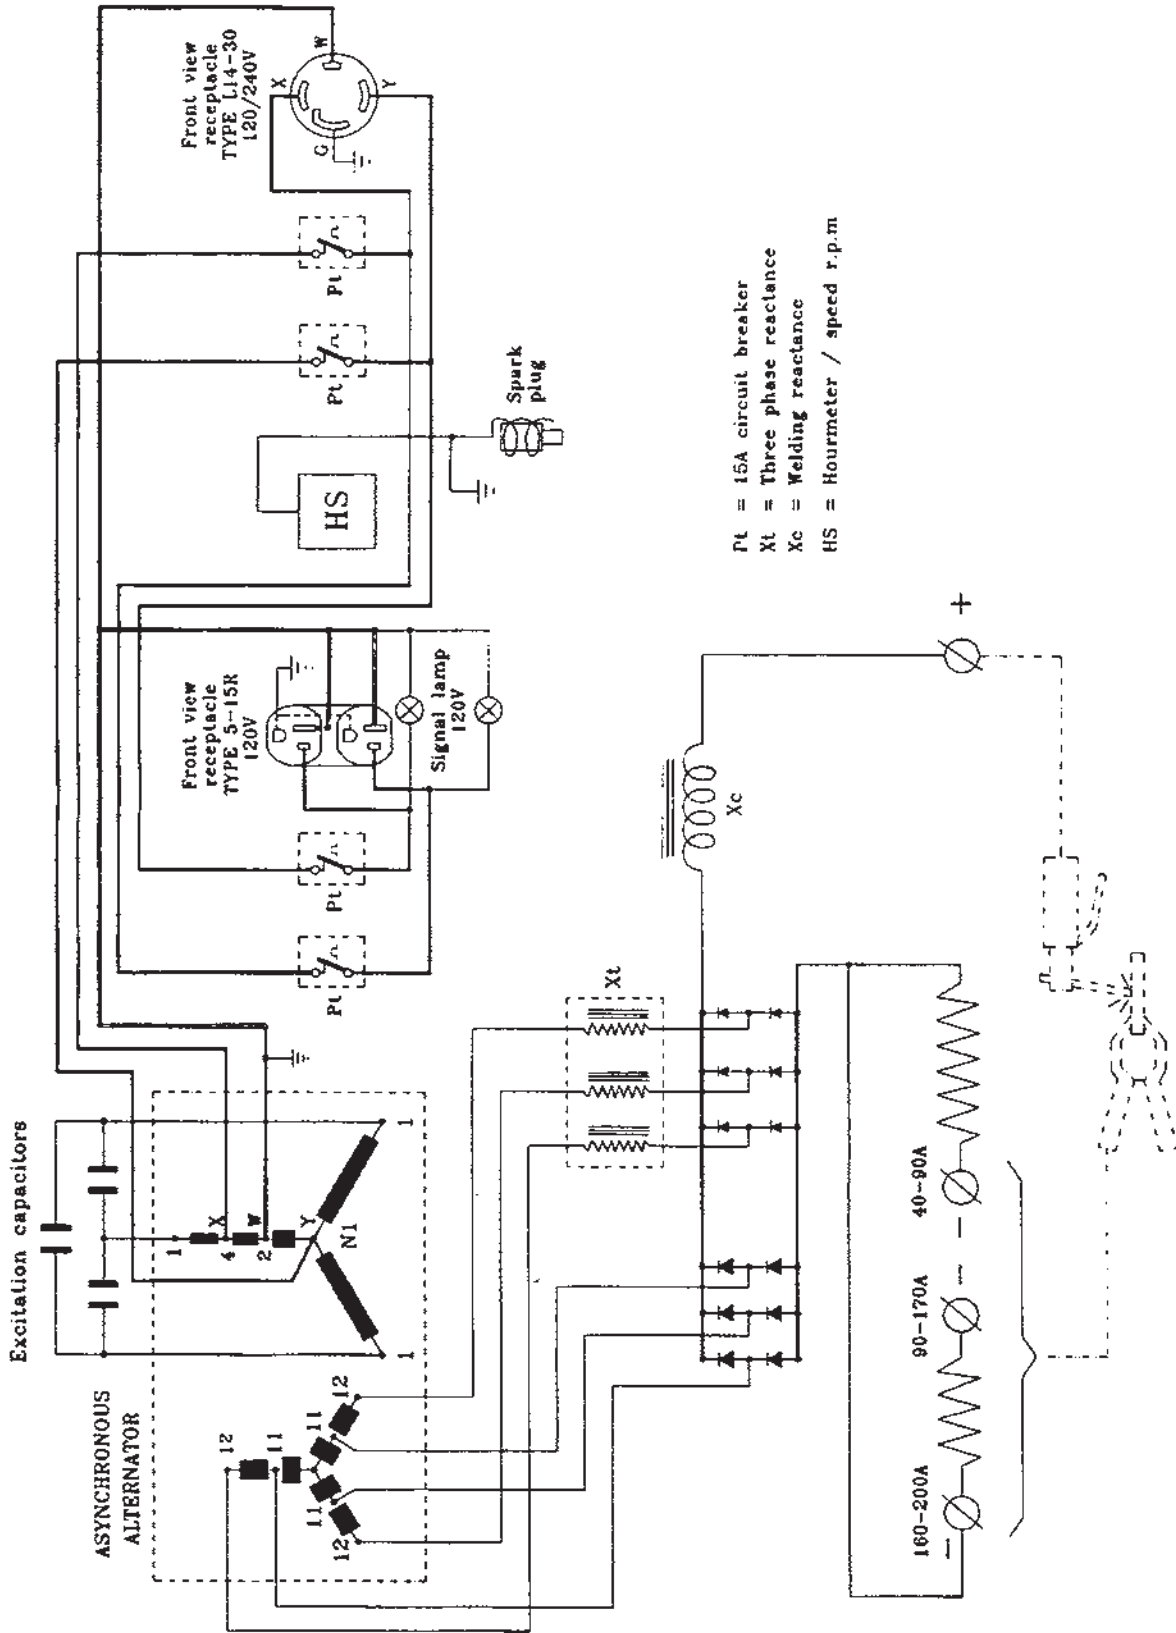 Excitation capacitors
ASYNCHRONOUS
ALTERNATOR
1
X
4
W
2
Y
N1
1
1
12
11
11
12
11
12
Pt
Pt
Front view
receptacle
TYPE 5-15R
120V
Signal lamp
120V
HS
Spark
plug
Pt
Pt
Front view
receptacle
TYPE L14-30
120/240V
X
W
G
Y
Xt
Xc
Pt = 15A circuit breaker
Xt = Three phase reactance
Xc = Welding reactance
HS = Hourmeter / speed r.p.m
160-200A
90-170A
40-90A
−
−
−
+